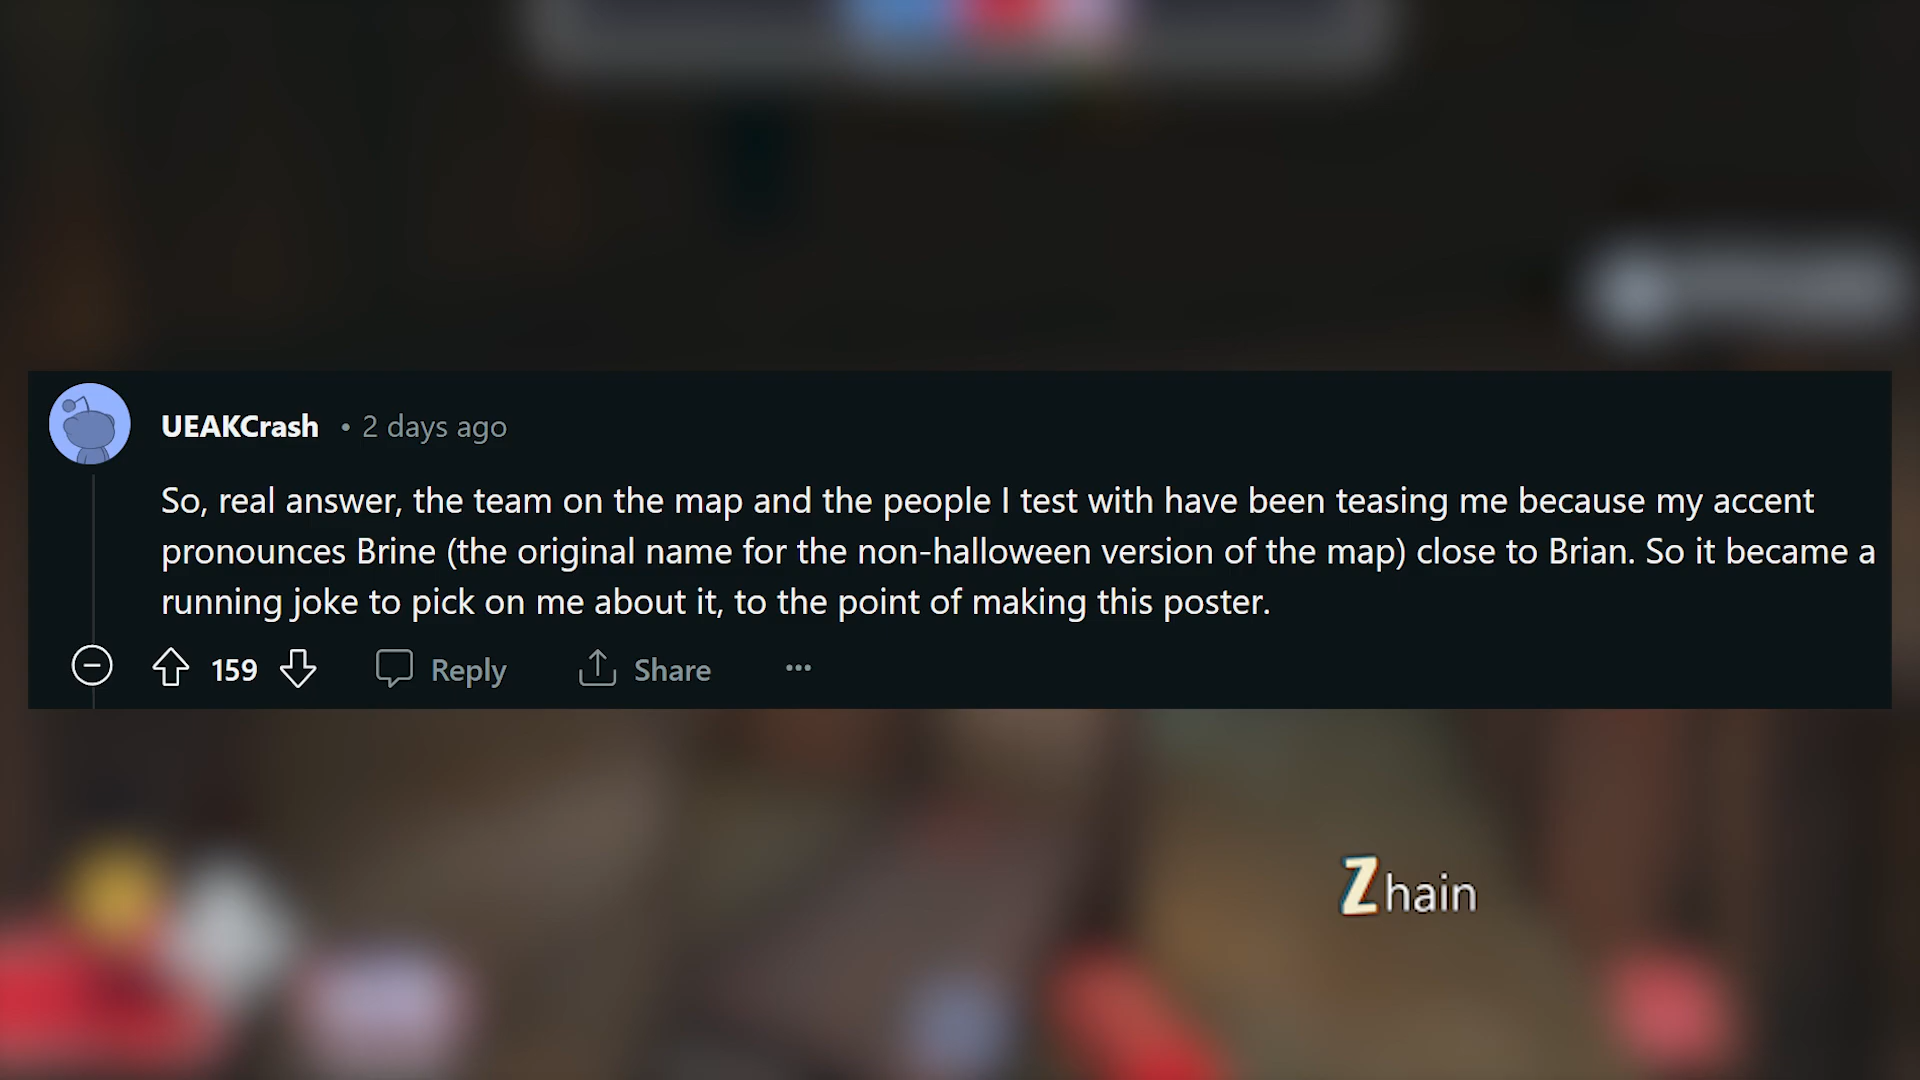 UEAKCrash • 2 days ago
So, real answer, the team on the map and the people I test with have been teasing me because my accent
pronounces Brine (the original name for the non-halloween version of the map) close to Brian. So it became a
running joke to pick on me about it, to the point of making this poster.
159 Reply Share ...
Zhain